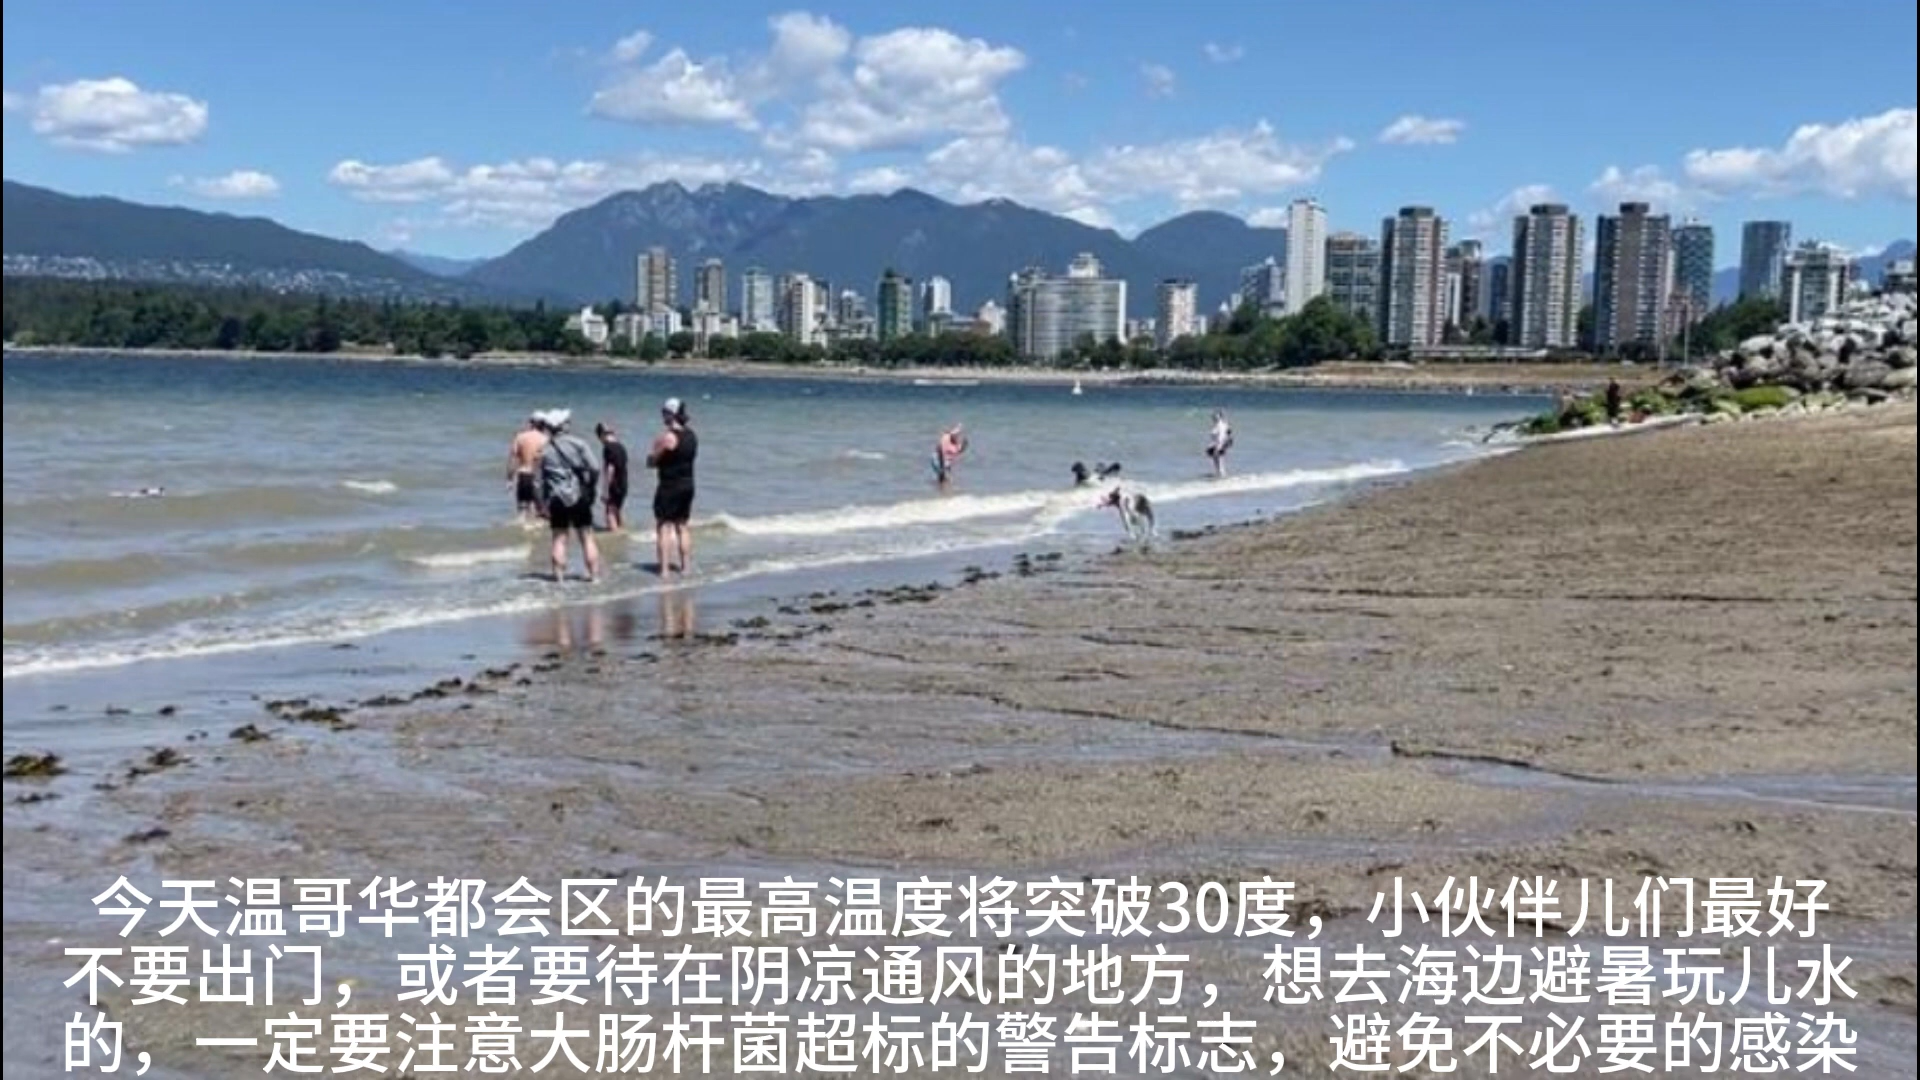 今天温哥华都会区的最高温度将突破30度，小伙伴儿们最好
不要出门，或者要待在阴凉通风的地方，想去海边避暑玩儿水
的，一定要注意大肠杆菌超标的警告标志，避免不必要的感染